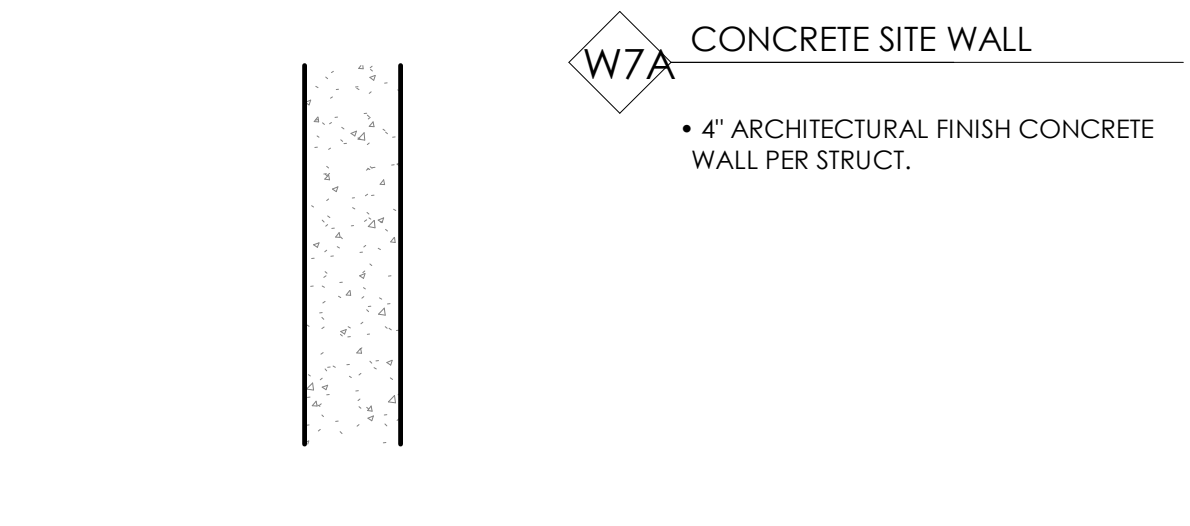 CONCRETE SITE WALL
W7A
• 4" ARCHITECTURAL FINISH CONCRETE
WALL PER STRUCT.